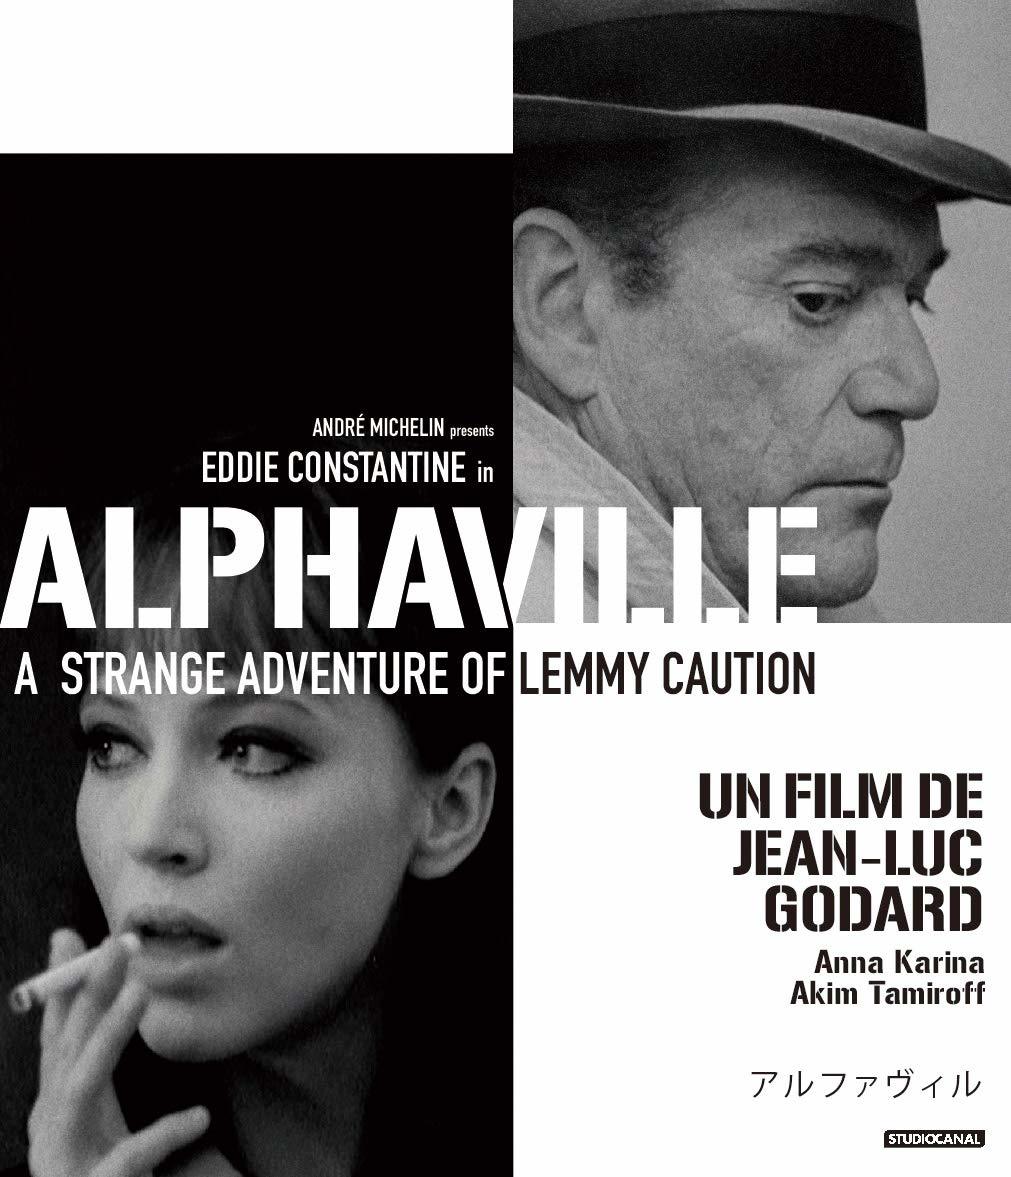 ANDRÉ MICHELIN presents
EDDIE CONSTANTINE in
ALPHAVILLE
A STRANGE ADVENTURE OF LEMMY CAUTION
UN FILM DE
JEAN-LUC
GODARD
Anna Karina
Akim Tamiroff
アルファヴィル
STUDIOCANAL